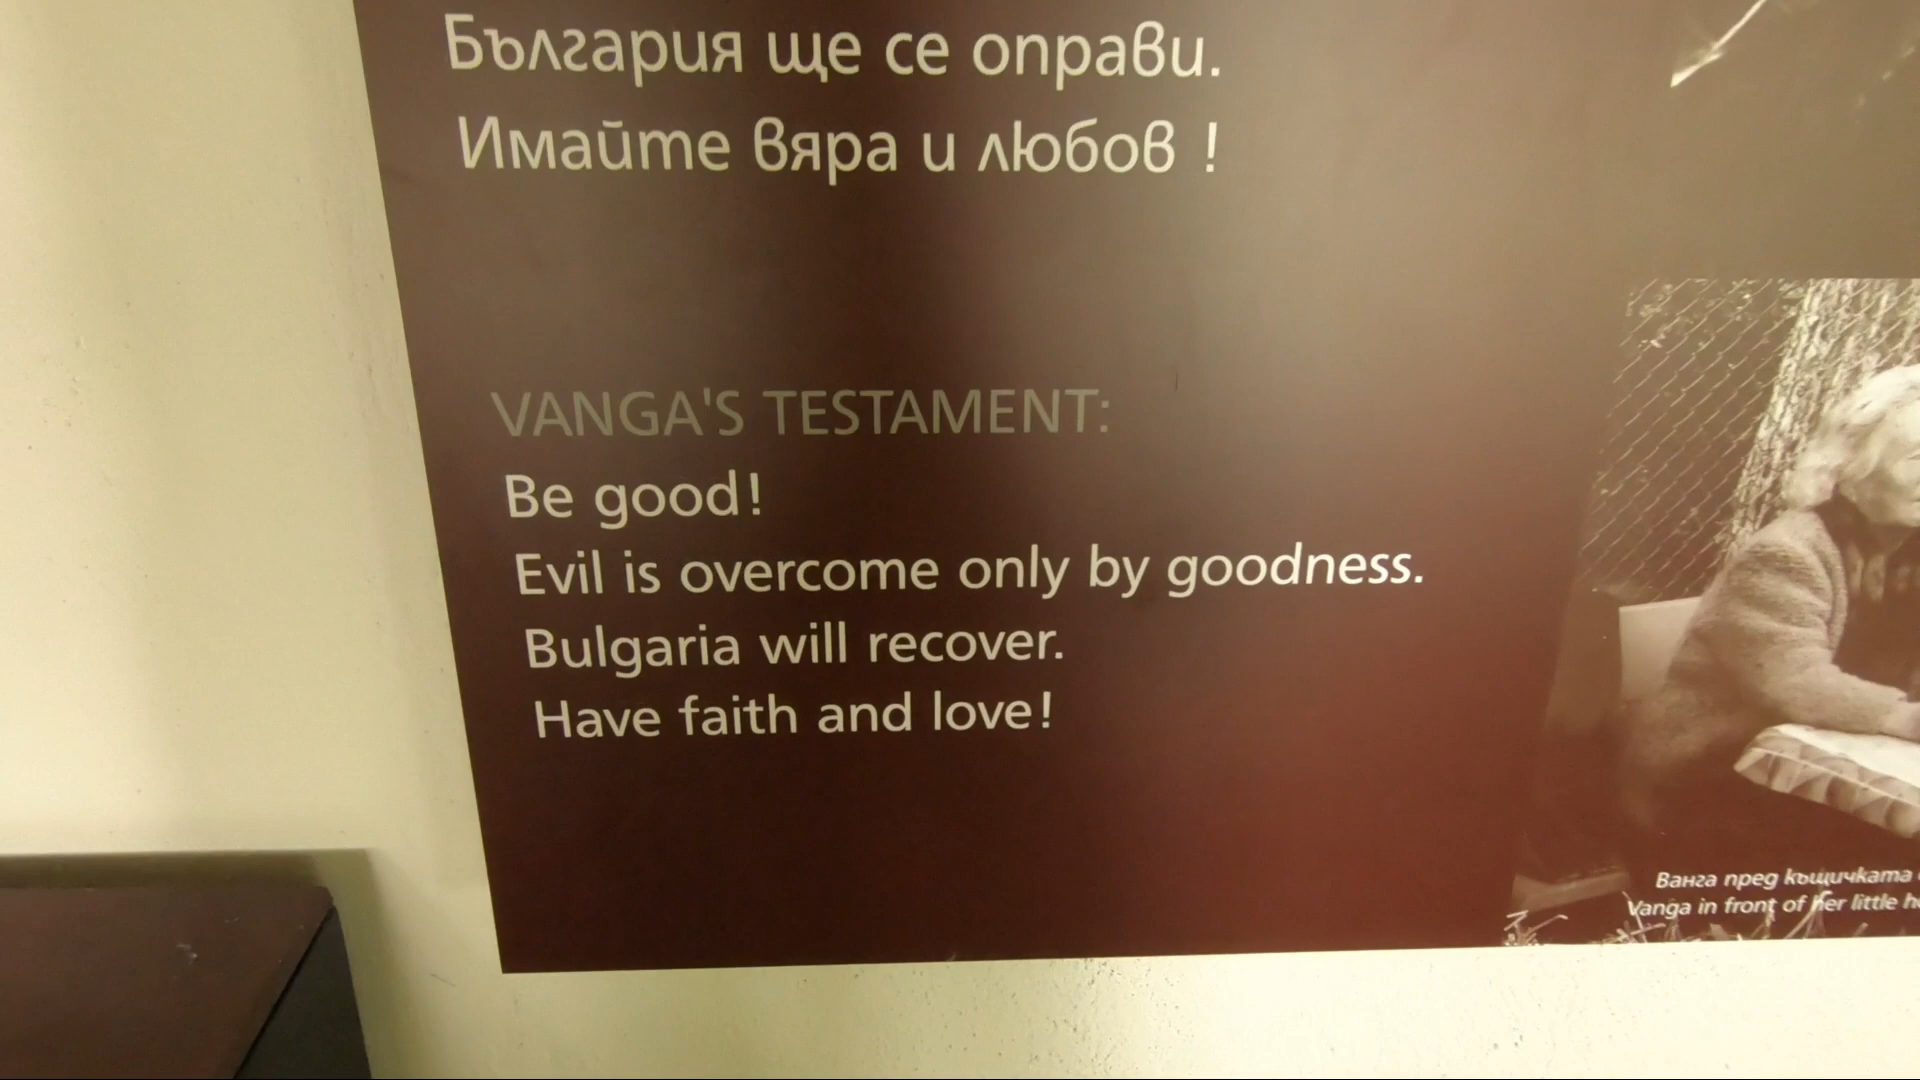 България ще се оправи.
Имайте вяра и любов !
VANGA'S TESTAMENT:
Be good!
Evil is overcome only by goodness.
Bulgaria will recover.
Have faith and love!
Ванга пред къщичката
Vanga in front of her little